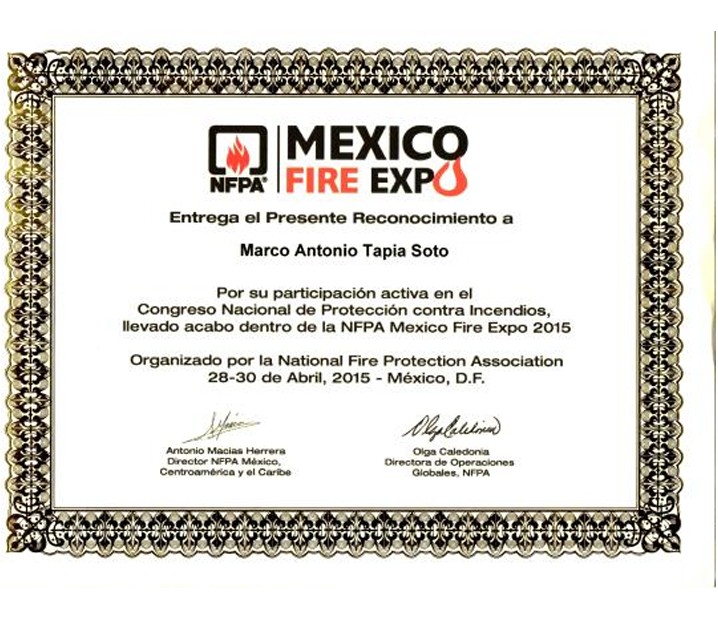 NFPA®
MEXICO
FIRE EXPO
Entrega el Presente Reconocimiento a
Marco Antonio Tapia Soto
Por su participación activa en el
Congreso Nacional de Protección contra Incendios,
llevado acabo dentro de la NFPA Mexico Fire Expo 2015
Organizado por la National Fire Protection Association
28-30 de Abril, 2015 - México, D.F.
Olga Caledonia
Antonio Macias Herrera
Director NFPA México,
Centroamérica y el Caribe
Olga Caledonia
Directora de Operaciones
Globales, NFPA